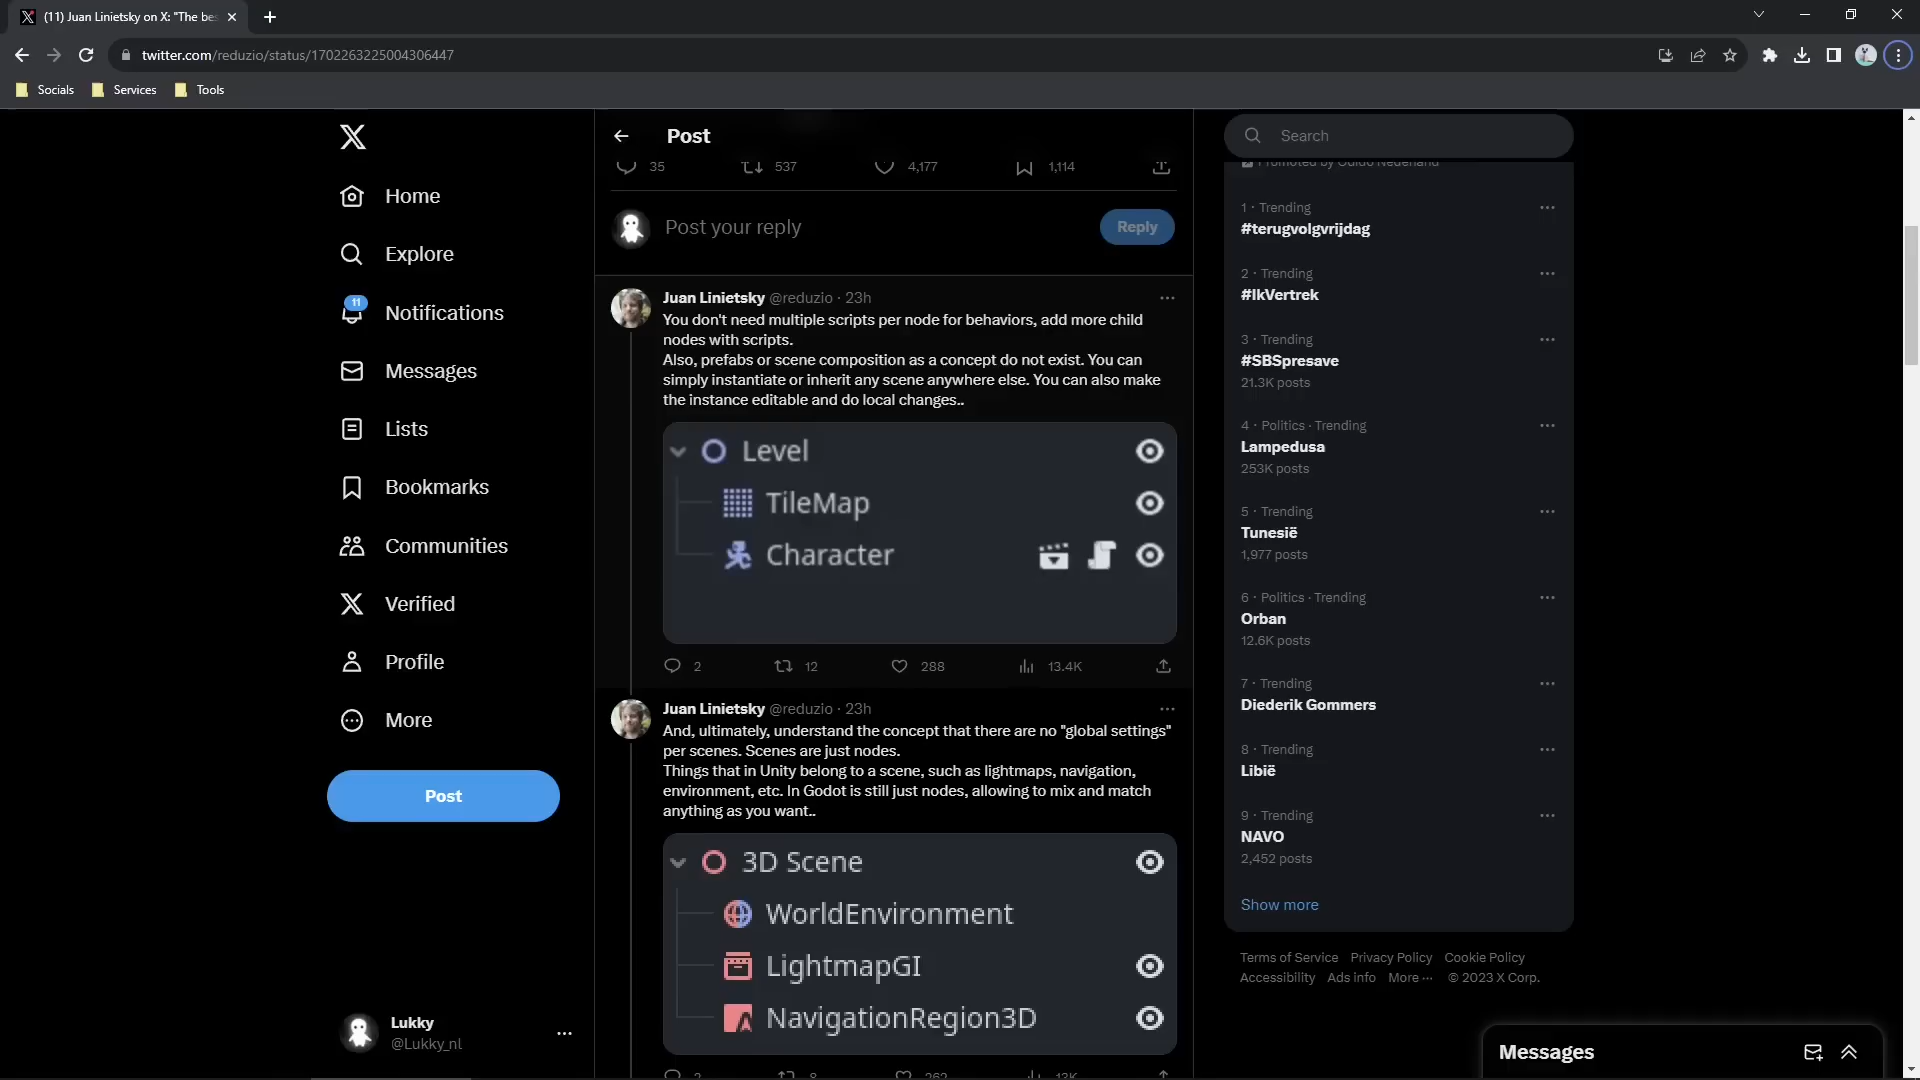 (11) Juan Linietsky on X: "The bes
twitter.com/reduzio/status/1702263225004306447
Socials
Services
Tools
Home
Explore
11
Notifications
Messages
Lists
Bookmarks
Communities
Verified
Profile
More
Post
Lukky
@Lukky_nl
Post
35
537
4,177
1,114
Post your reply
Reply
Juan Linietsky @reduzio · 23h
You don't need multiple scripts per node for behaviors, add more child
nodes with scripts.
Also, prefabs or scene composition as a concept do not exist. You can
simply instantiate or inherit any scene anywhere else. You can also make
the instance editable and do local changes..
Level
TileMap
Character
2
12
288
13.4K
Juan Linietsky @reduzio · 23h
And, ultimately, understand the concept that there are no "global settings"
per scenes. Scenes are just nodes.
Things that in Unity belong to a scene, such as lightmaps, navigation,
environment, etc. In Godot is still just nodes, allowing to mix and match
anything as you want..
3D Scene
WorldEnvironment
LightmapGI
NavigationRegion3D
2
8
262
13K
Search
Promoted by Guido Nederland
1 · Trending
#terugvolgvrijdag
2 · Trending
#IkVertrek
3 · Trending
#SBSpresave
21.3K posts
4 · Politics · Trending
Lampedusa
253K posts
5 · Trending
Tunesië
1,977 posts
6 · Politics · Trending
Orban
12.6K posts
7 · Trending
Diederik Gommers
8 · Trending
Libië
9 · Trending
NAVO
2,452 posts
Show more
Terms of Service Privacy Policy Cookie Policy
Accessibility Ads info More ··· © 2023 X Corp.
Messages